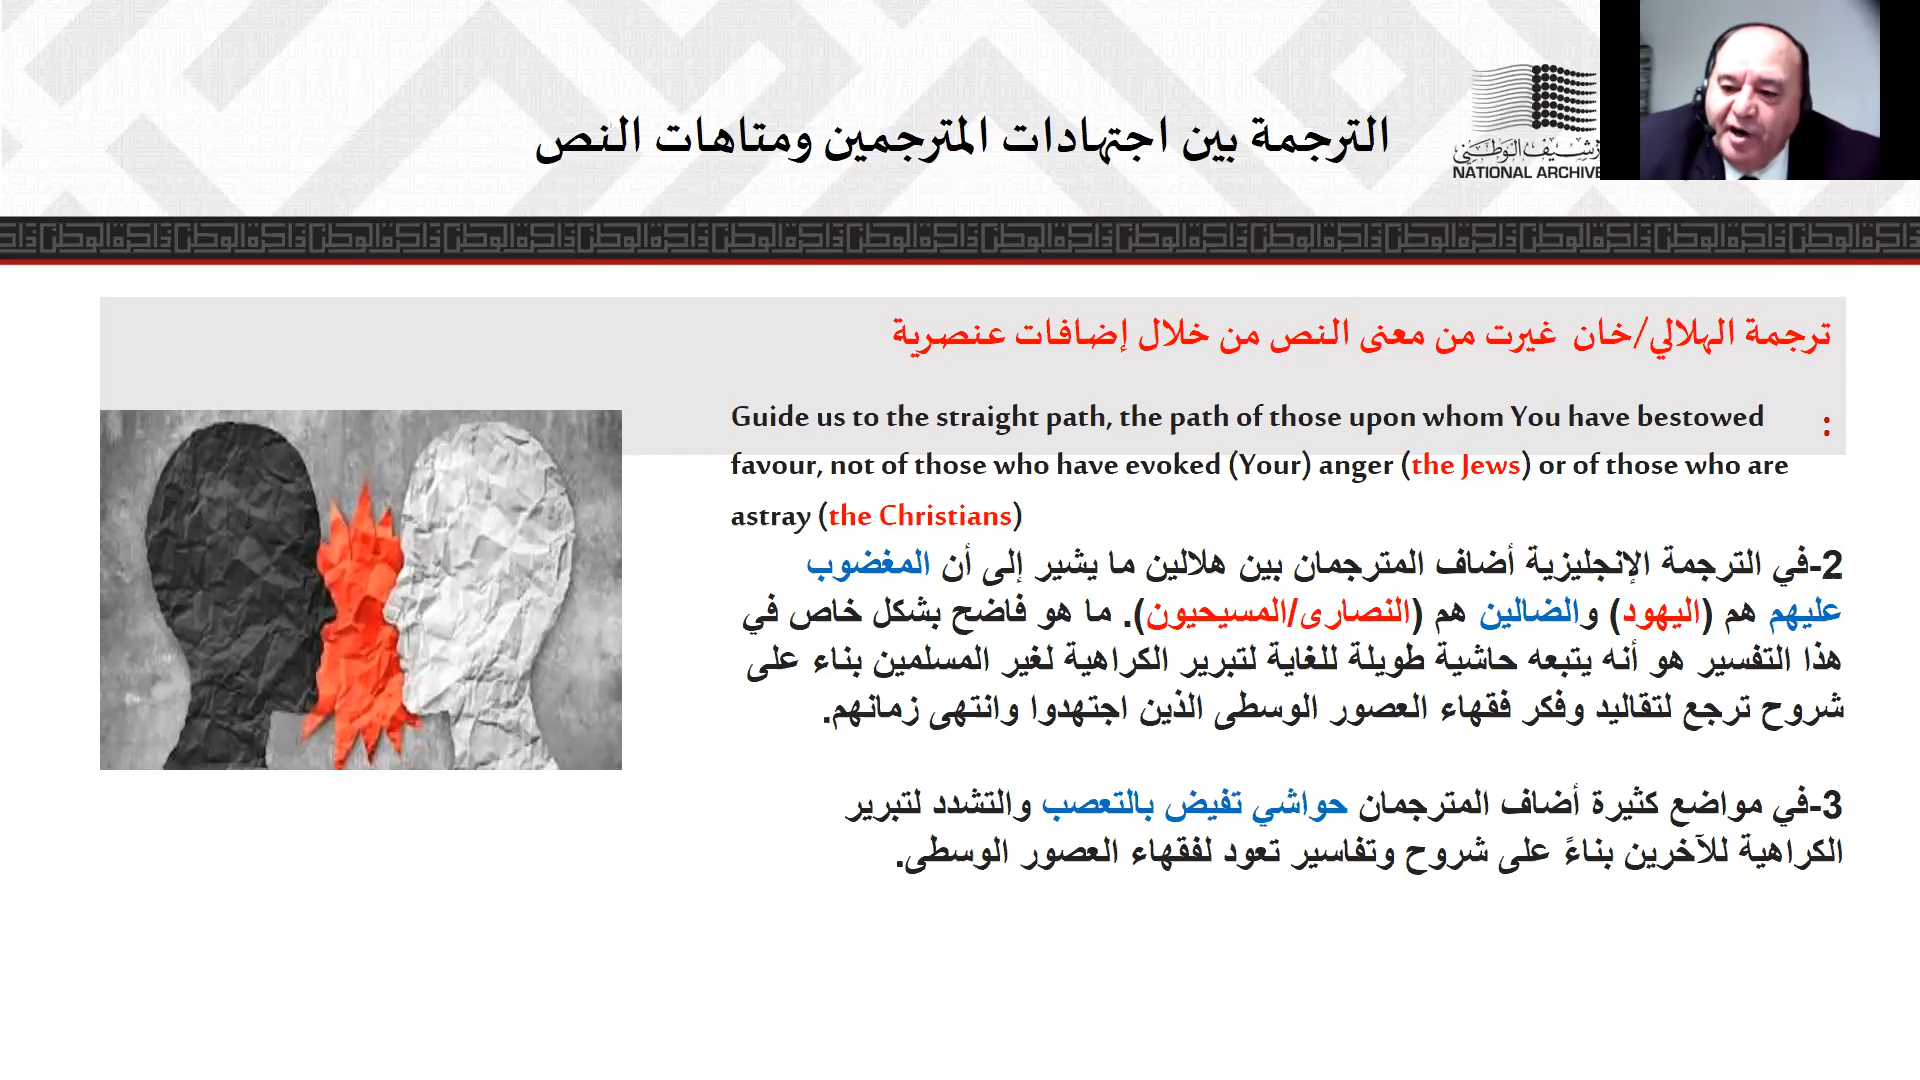 الترجمة بين اجتهادات المترجمين ومتاهات النص
NATIONAL ARCHIVE
ترجمة الهلالي/خان غيرت من معنى النص من خلال إضافات عنصرية
:
Guide us to the straight path, the path of those upon whom You have bestowed
favour, not of those who have evoked (Your) anger (the Jews) or of those who are
astray (the Christians)
2-في الترجمة الإنجليزية أضاف المترجمان بين هلالين ما يشير إلى أن المغضوب
عليهم هم (اليهود) والضالين هم (النصارى/المسيحيون). ما هو فاضح بشكل خاص في
هذا التفسير هو أنه يتبعه حاشية طويلة للغاية لتبرير الكراهية لغير المسلمين بناء على
شروح ترجع لتقاليد وفكر فقهاء العصور الوسطى الذين اجتهدوا وانتهى زمانهم.
3-في مواضع كثيرة أضاف المترجمان حواشي تفيض بالتعصب والتشدد لتبرير
الكراهية للآخرين بناءً على شروح وتفاسير تعود لفقهاء العصور الوسطى.